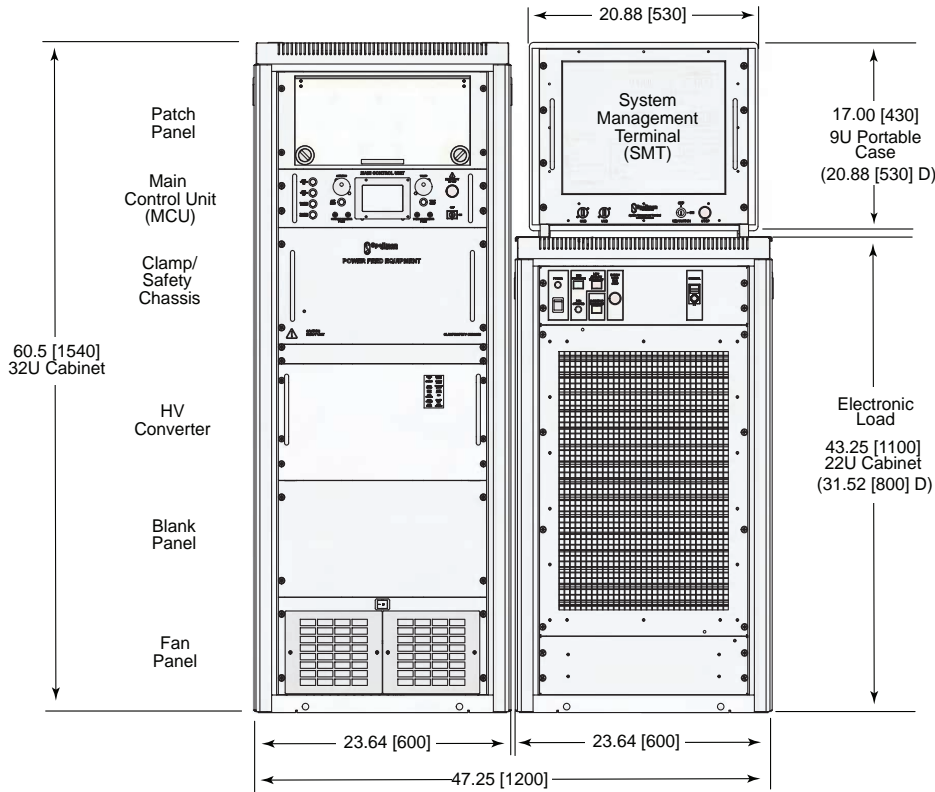 20.88 [530]
Patch
Panel
Main
Control Unit
(MCU)
Clamp/
Safety
Chassis
60.5 [1540]
32U Cabinet
HV
Converter
Blank
Panel
Fan
Panel
MAIN CONTROL UNIT
POWER FEED EQUIPMENT
System
Management
Terminal
(SMT)
17.00 [430]
9U Portable
Case
(20.88 [530] D)
Electronic
Load
43.25 [1100]
22U Cabinet
(31.52 [800] D)
23.64 [600]
23.64 [600]
47.25 [1200]